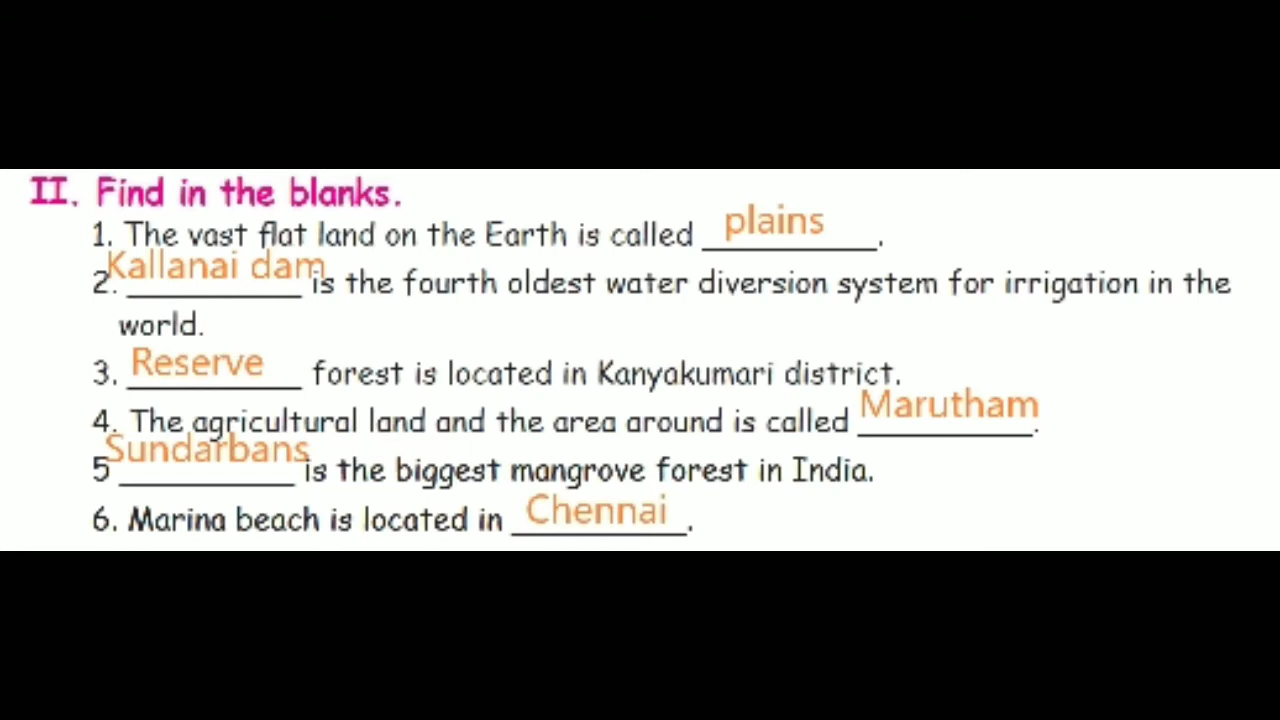 II. Find in the blanks.
1. The vast flat land on the Earth is called plains.
2. Kallanai dam is the fourth oldest water diversion system for irrigation in the
world.
3. Reserve forest is located in Kanyakumari district.
4. The agricultural land and the area around is called Marutham.
5 Sundarbans is the biggest mangrove forest in India.
6. Marina beach is located in Chennai.